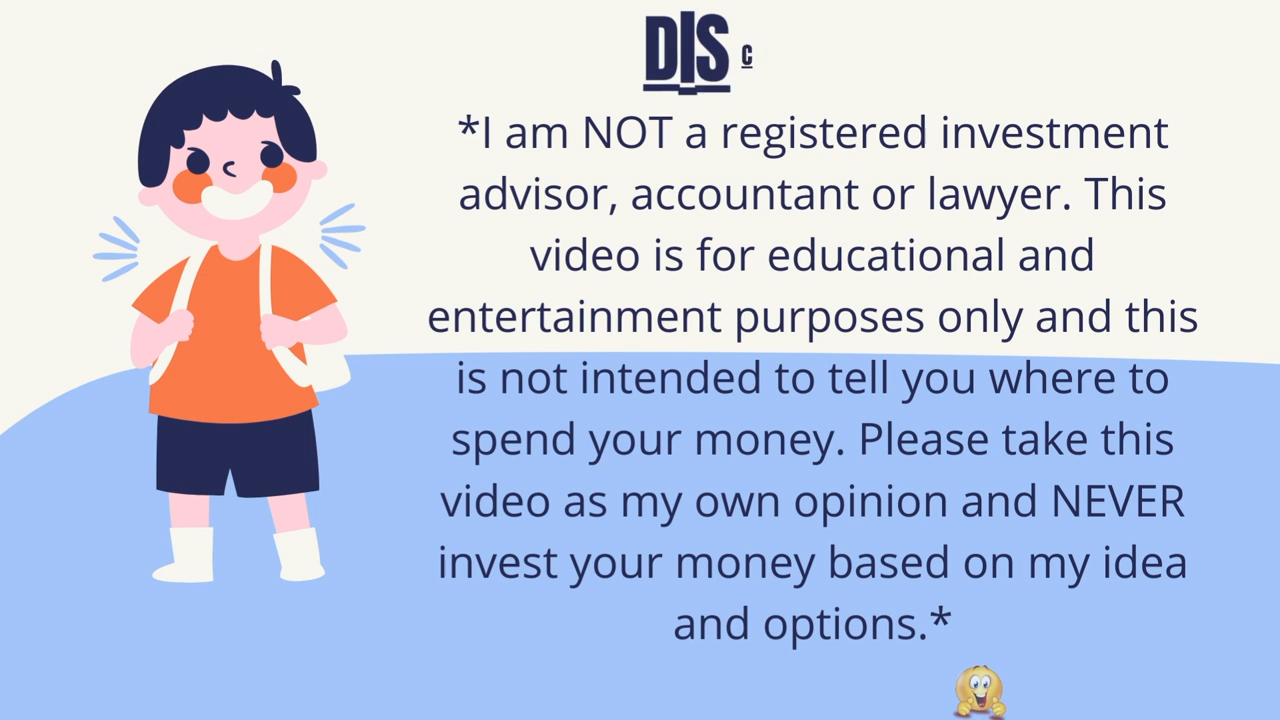 DIS c
*I am NOT a registered investment
advisor, accountant or lawyer. This
video is for educational and
entertainment purposes only and this
is not intended to tell you where to
spend your money. Please take this
video as my own opinion and NEVER
invest your money based on my idea
and options.*